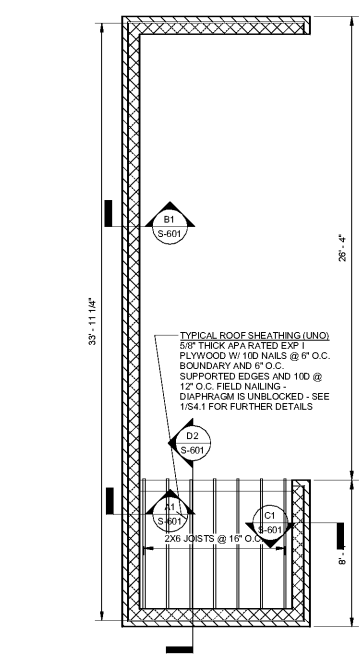 B1
S-601
26' - 4"
33' - 11 1/4"
TYPICAL ROOF SHEATHING (UNO)
5/8" THICK APA RATED EXP I
PLYWOOD W/ 10D NAILS @ 6" O.C.
BOUNDARY AND 6" O.C.
SUPPORTED EDGES AND 10D @
12" O.C. FIELD NAILING -
DIAPHRAGM IS UNBLOCKED - SEE
1/S4.1 FOR FURTHER DETAILS
D2
S-601
A1
S-601
C1
S-601
2X6 JOISTS @ 16" O.C.
8' -